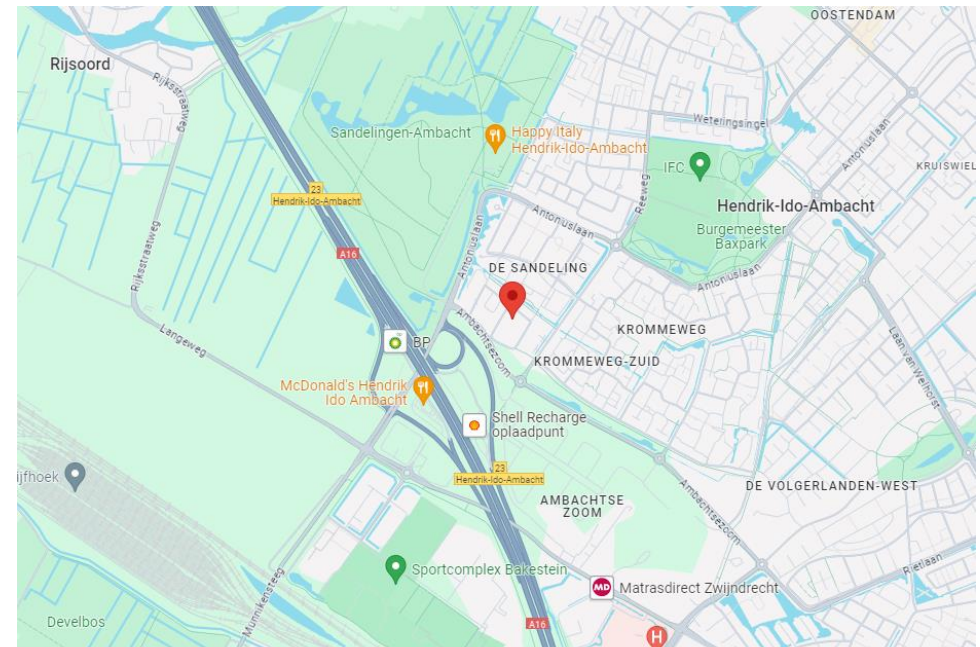 OOSTENDAM
Rijsoord
Rijksstraatweg
Weteringsingel
Sandelingen-Ambacht
Happy Italy
Hendrik-Ido-Ambacht
Antoniuslaan
IFC
KRUISWIEL
23
Hendrik-Ido-Ambacht
Reeweg
Hendrik-Ido-Ambacht
Antoniuslaan
Burgemeester
Baxpark
Rijksstraatweg
A16
Antoniuslaan
DE SANDELING
Antoniuslaan
Langeweg
Ambachtsezoom
KROMMEWEG
BP
KROMMEWEG-ZUID
Laan van Welhorst
McDonald's Hendrik
Ido Ambacht
Shell Recharge
oplaadpunt
ijfhoek
23
Hendrik-Ido-Ambacht
DE VOLGERLANDEN-WEST
AMBACHTSE
ZOOM
Ambachtsezoom
Sportcomplex Bakestein
Rietlaan
MD
Matrasdirect Zwijndrecht
Munnikensteeg
Develbos
A16
H